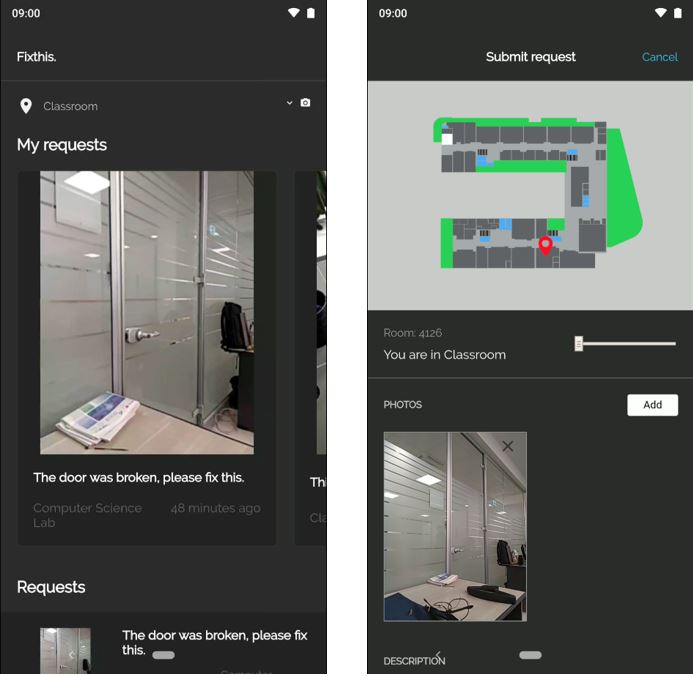 09:00
Fixthis.
Classroom
My requests
The door was broken, please fix this.
Computer Science
Lab
48 minutes ago
Thi
Cla
Requests
The door was broken, please fix
this.
Computer
09:00
Submit request
Cancel
Room: 4126
You are in Classroom
PHOTOS
Add
DESCRIPTION